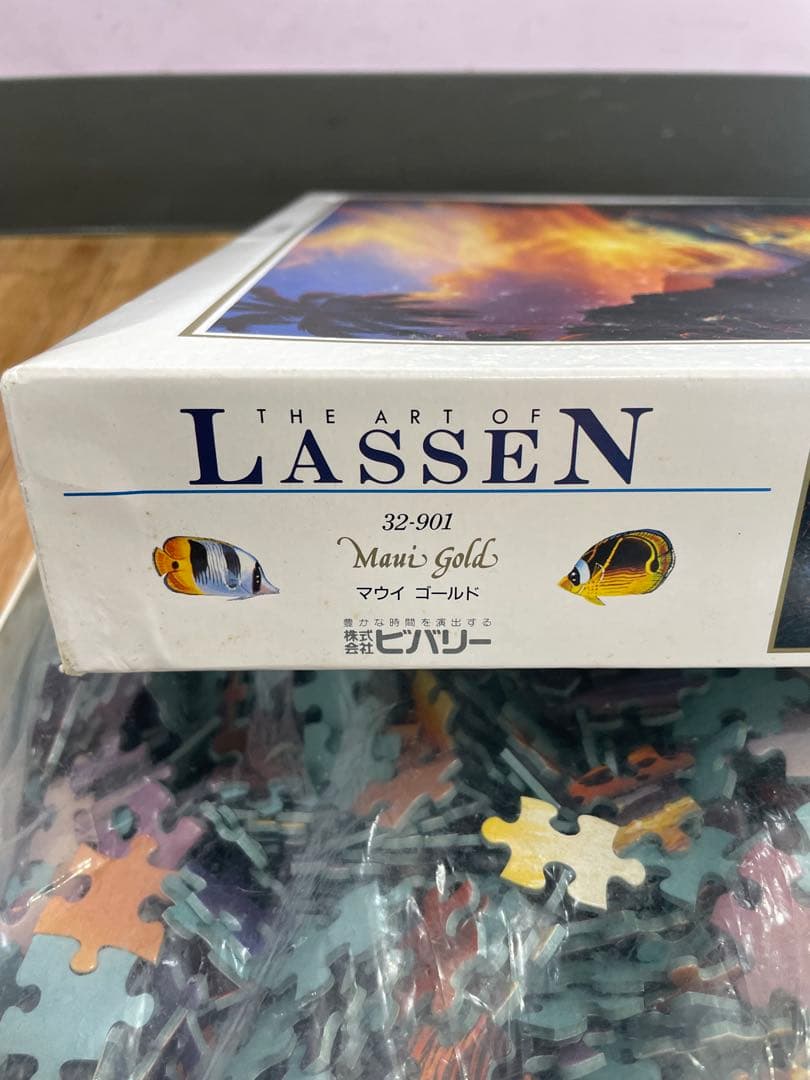 THE ART OF
LASSEN
32-901
Maui Gold
マウイ ゴールド
豊かな時間を演出する
株式会社ビバリー